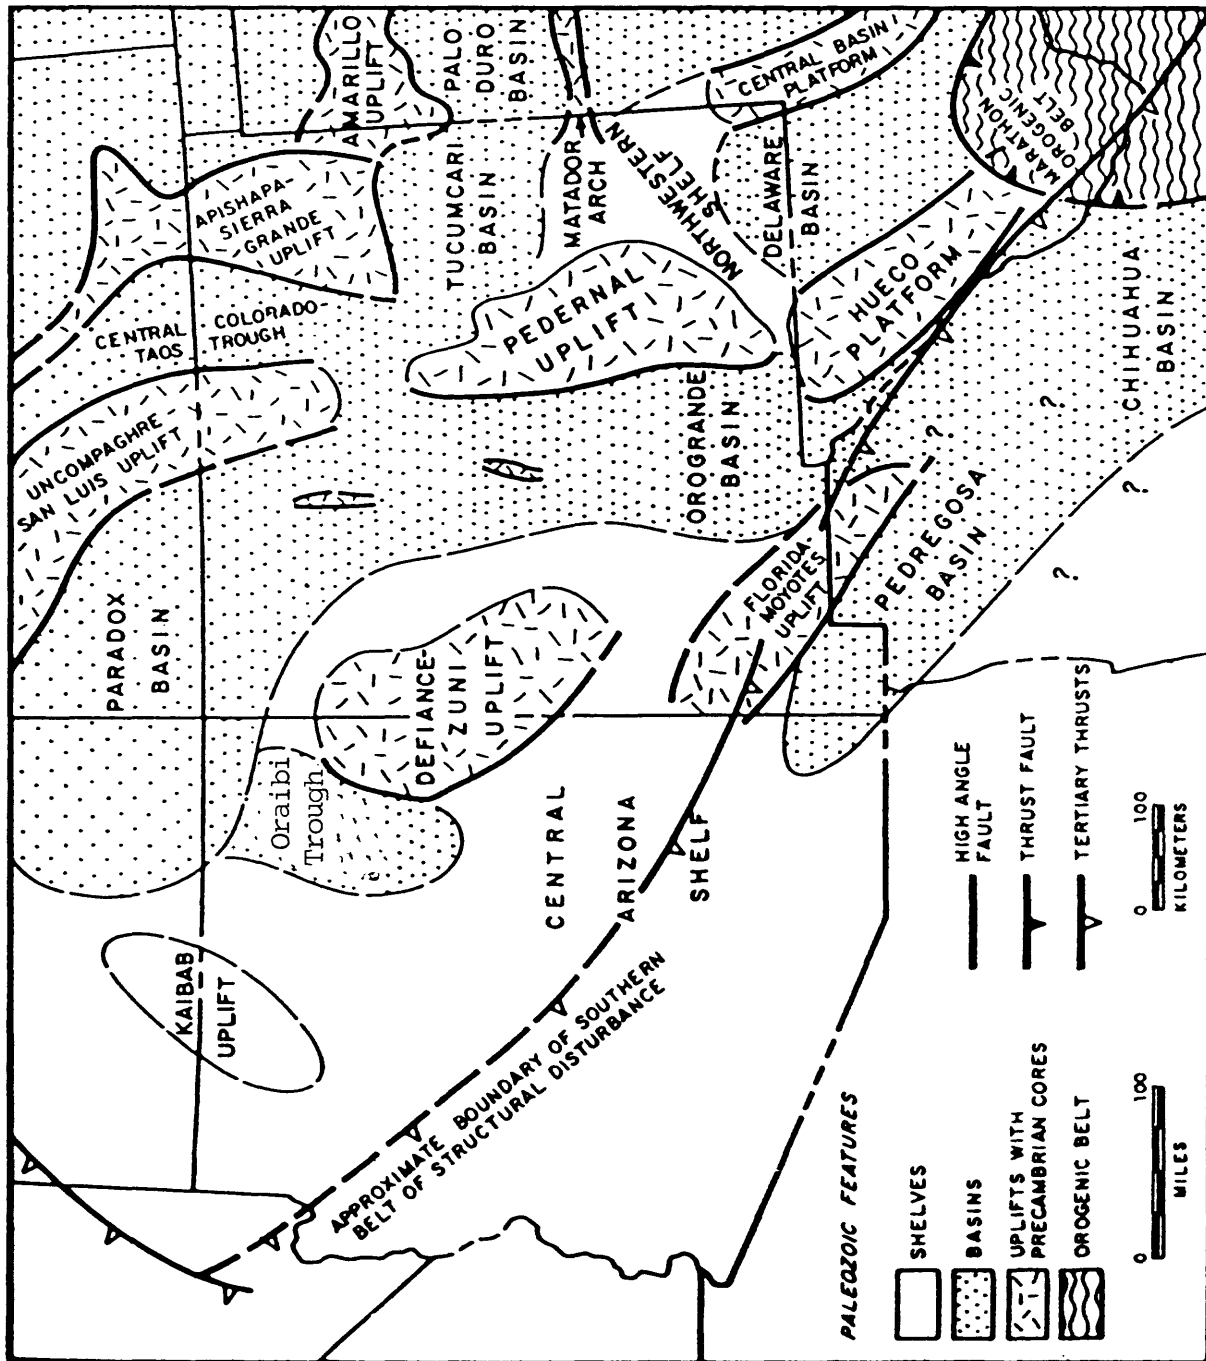 UNCOMPAGHRE
SAN LUIS UPLIFT
CENTRAL COLORADO-
TAOS TROUGH
APISHAPA-
SIERRA
GRANDE
UPLIFT
AMARILLO
UPLIFT
PALO
DURO
BASIN
TUCUMCARI
BASIN
MATADOR
ARCH
NORTHWESTERN
SHELF
CENTRAL BASIN
PLATFORM
DELAWARE
BASIN
MARATHON
OROGENIC
BELT
PEDERNAL
UPLIFT
HUECO
PLATFORM
OROGRANDE
BASIN
CHIHUAHUA
BASIN
?
?
?
?
PEDREGOSA
BASIN
FLORIDA-
MOYOTES
UPLIFT
PARADOX
BASIN
DEFIANCE-
ZUNI
UPLIFT
Oraibi
Trough
KAIBAB
UPLIFT
CENTRAL
ARIZONA
SHELF
APPROXIMATE BOUNDARY OF SOUTHERN
BELT OF STRUCTURAL DISTURBANCE
PALEOZOIC FEATURES
SHELVES
BASINS
UPLIFTS WITH
PRECAMBRIAN CORES
OROGENIC BELT
HIGH ANGLE
FAULT
THRUST FAULT
TERTIARY THRUSTS
0 100
MILES
0 100
KILOMETERS